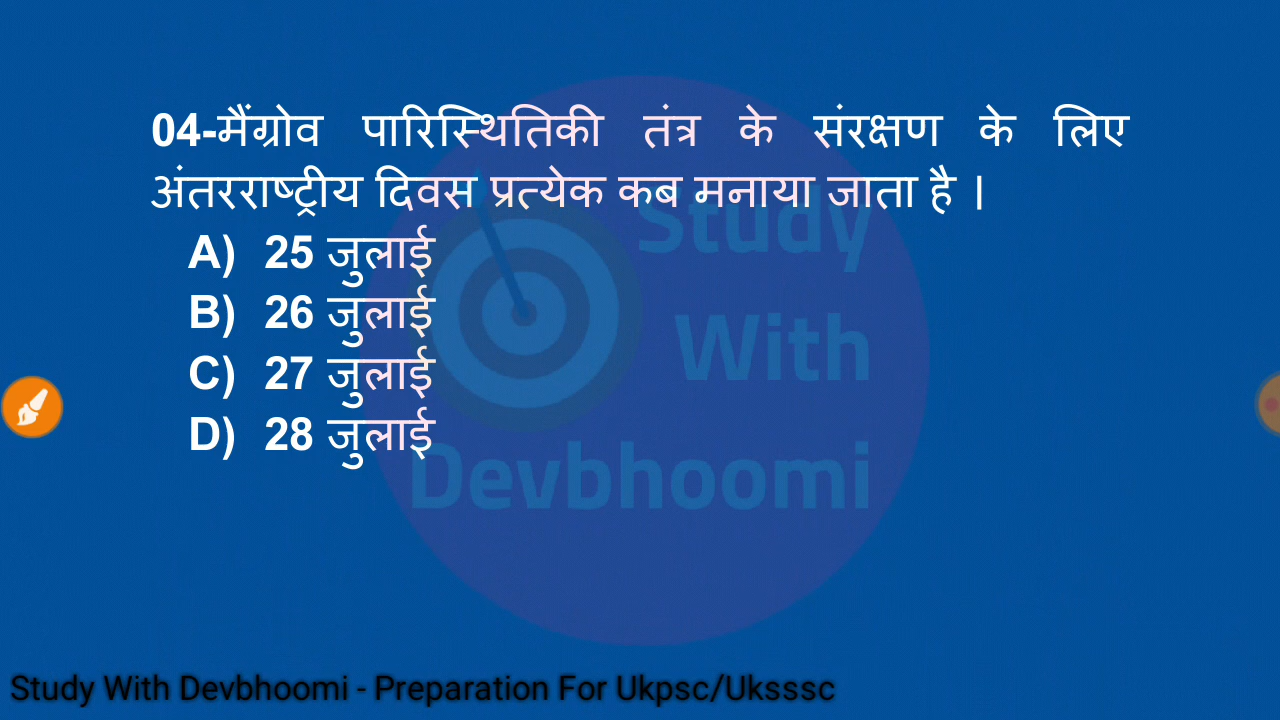 04-मैंग्रोव पारिस्थितिकी तंत्र के संरक्षण के लिए
अंतरराष्ट्रीय दिवस प्रत्येक कब मनाया जाता है ।
A) 25 जुलाई
B) 26 जुलाई
C) 27 जुलाई
D) 28 जुलाई
Study
With
Devbhoomi
Study With Devbhoomi - Preparation For Ukpsc/Uksssc